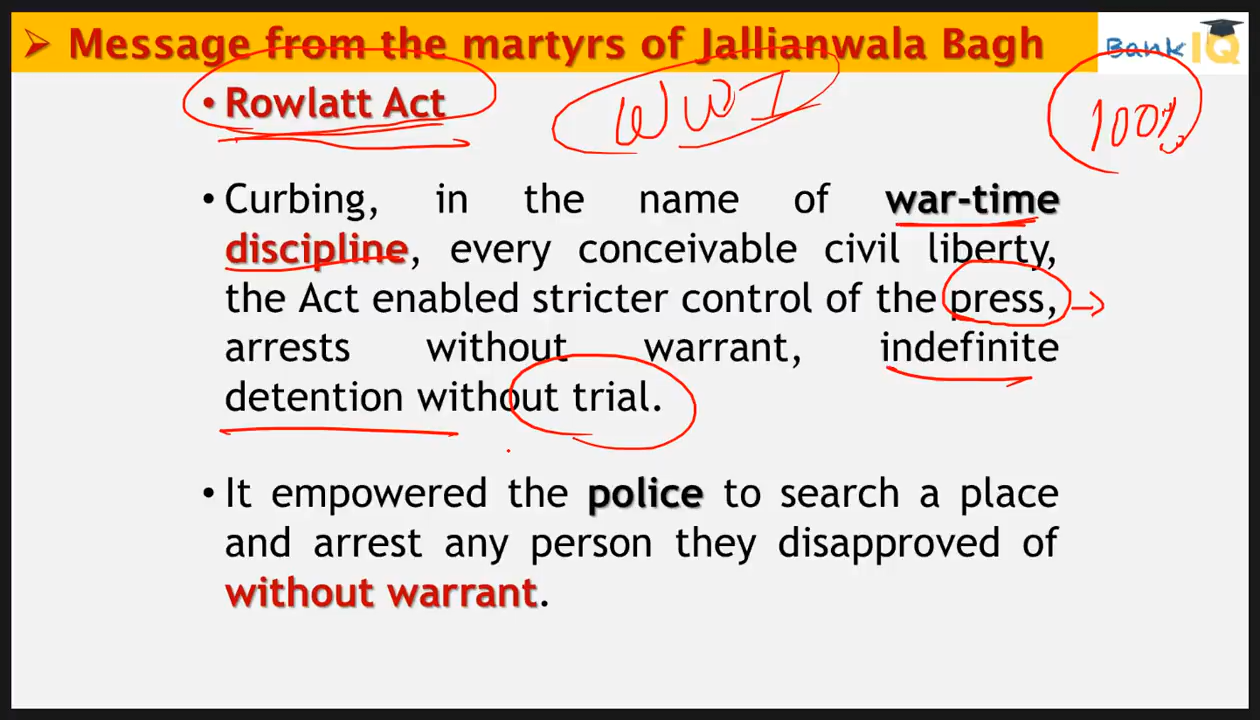 ➤ Message from the martyrs of Jallianwala Bagh
Bank IQ
• Rowlatt Act
WWI
100%
• Curbing, in the name of war-time
discipline, every conceivable civil liberty,
the Act enabled stricter control of the press,
arrests without warrant, indefinite
detention without trial.
• It empowered the police to search a place
and arrest any person they disapproved of
without warrant.